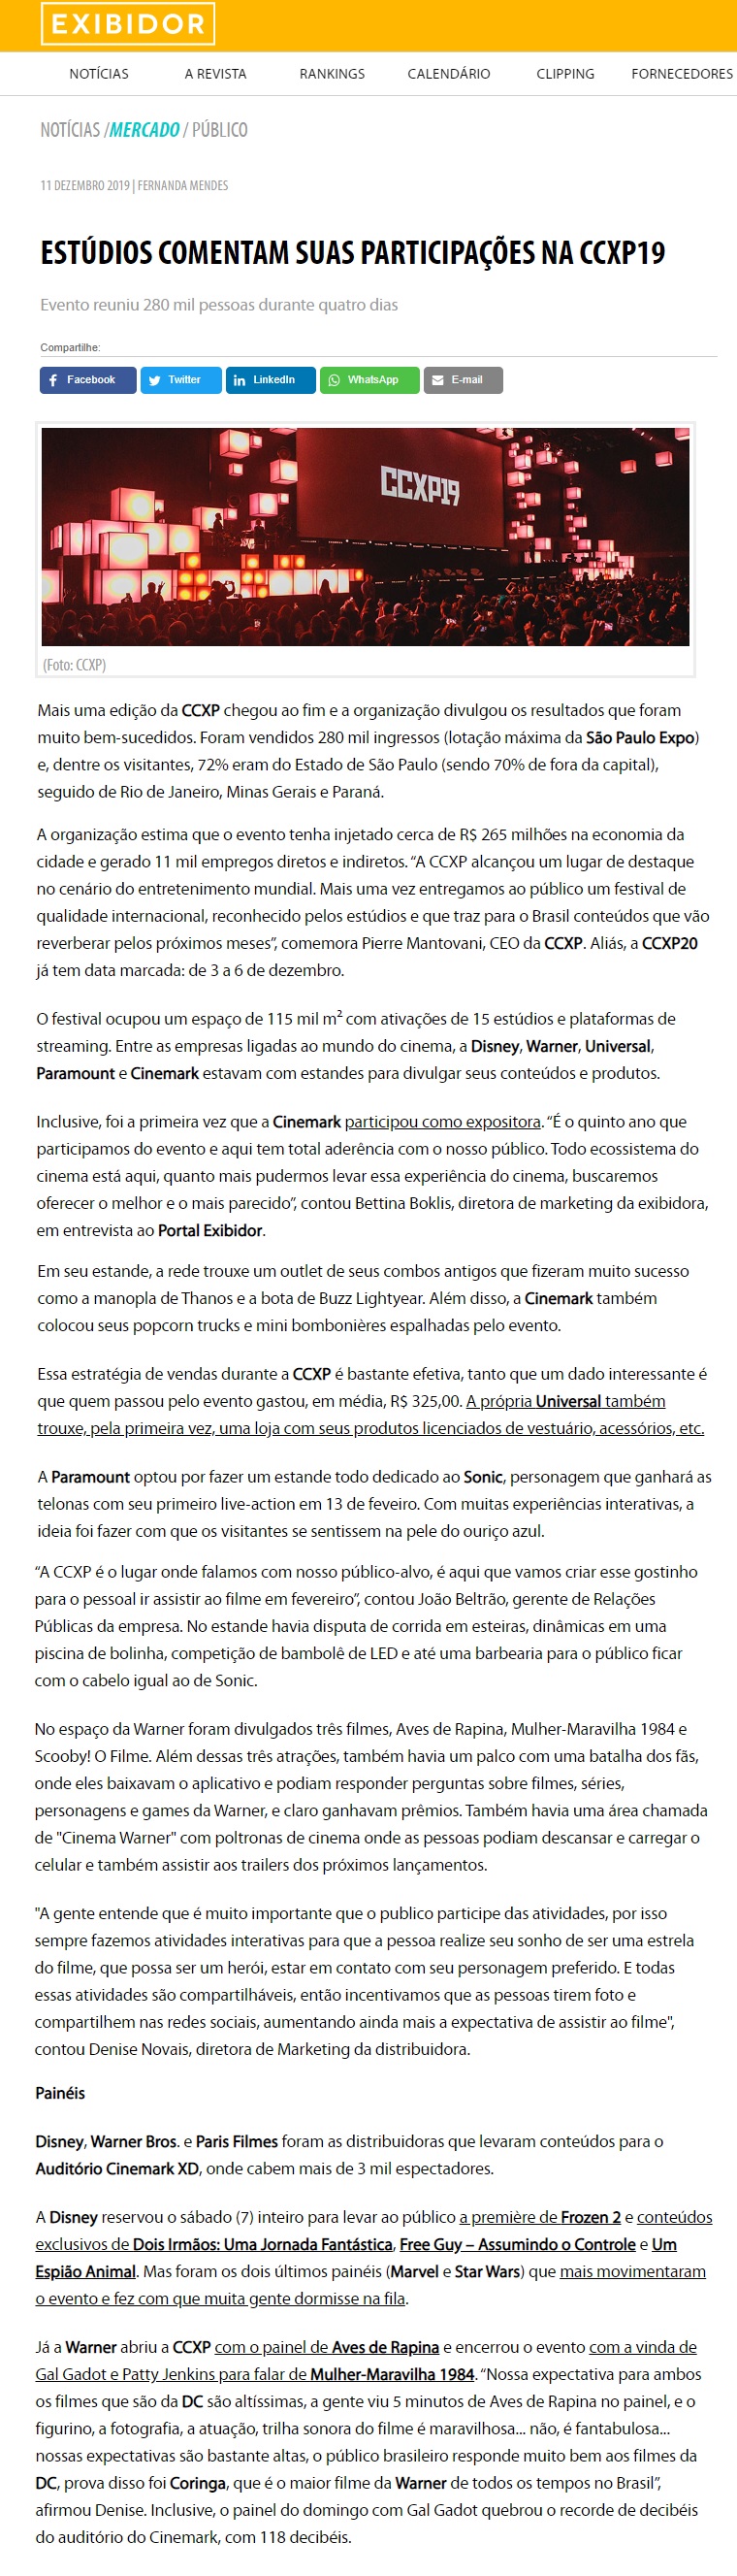 EXIBIDOR
NOTÍCIAS A REVISTA RANKINGS CALENDÁRIO CLIPPING FORNECEDORES
NOTÍCIAS /MERCADO / PÚBLICO
11 DEZEMBRO 2019 | FERNANDA MENDES
ESTÚDIOS COMENTAM SUAS PARTICIPAÇÕES NA CCXP19
Evento reuniu 280 mil pessoas durante quatro dias
Compartilhe:
Facebook Twitter LinkedIn WhatsApp E-mail
CCXP19
(Foto: CCXP)
Mais uma edição da CCXP chegou ao fim e a organização divulgou os resultados que foram
muito bem-sucedidos. Foram vendidos 280 mil ingressos (lotação máxima da São Paulo Expo)
e, dentre os visitantes, 72% eram do Estado de São Paulo (sendo 70% de fora da capital),
seguido de Rio de Janeiro, Minas Gerais e Paraná.
A organização estima que o evento tenha injetado cerca de R$ 265 milhões na economia da
cidade e gerado 11 mil empregos diretos e indiretos. “A CCXP alcançou um lugar de destaque
no cenário do entretenimento mundial. Mais uma vez entregamos ao público um festival de
qualidade internacional, reconhecido pelos estúdios e que traz para o Brasil conteúdos que vão
reverberar pelos próximos meses”, comemora Pierre Mantovani, CEO da CCXP. Aliás, a CCXP20
já tem data marcada: de 3 a 6 de dezembro.
O festival ocupou um espaço de 115 mil m² com ativações de 15 estúdios e plataformas de
streaming. Entre as empresas ligadas ao mundo do cinema, a Disney, Warner, Universal,
Paramount e Cinemark estavam com estandes para divulgar seus conteúdos e produtos.
Inclusive, foi a primeira vez que a Cinemark participou como expositora. “É o quinto ano que
participamos do evento e aqui tem total aderência com o nosso público. Todo ecossistema do
cinema está aqui, quanto mais pudermos levar essa experiência do cinema, buscaremos
oferecer o melhor e o mais parecido”, contou Bettina Boklis, diretora de marketing da exibidora,
em entrevista ao Portal Exibidor.
Em seu estande, a rede trouxe um outlet de seus combos antigos que fizeram muito sucesso
como a manopla de Thanos e a bota de Buzz Lightyear. Além disso, a Cinemark também
colocou seus popcorn trucks e mini bombonières espalhadas pelo evento.
Essa estratégia de vendas durante a CCXP é bastante efetiva, tanto que um dado interessante é
que quem passou pelo evento gastou, em média, R$ 325,00. A própria Universal também
trouxe, pela primeira vez, uma loja com seus produtos licenciados de vestuário, acessórios, etc.
A Paramount optou por fazer um estande todo dedicado ao Sonic, personagem que ganhará as
telonas com seu primeiro live-action em 13 de feveiro. Com muitas experiências interativas, a
ideia foi fazer com que os visitantes se sentissem na pele do ouriço azul.
“A CCXP é o lugar onde falamos com nosso público-alvo, é aqui que vamos criar esse gostinho
para o pessoal ir assistir ao filme em fevereiro”, contou João Beltrão, gerente de Relações
Públicas da empresa. No estande havia disputa de corrida em esteiras, dinâmicas em uma
piscina de bolinha, competição de bambolê de LED e até uma barbearia para o público ficar
com o cabelo igual ao de Sonic.
No espaço da Warner foram divulgados três filmes, Aves de Rapina, Mulher-Maravilha 1984 e
Scooby! O Filme. Além dessas três atrações, também havia um palco com uma batalha dos fãs,
onde eles baixavam o aplicativo e podiam responder perguntas sobre filmes, séries,
personagens e games da Warner, e claro ganhavam prêmios. Também havia uma área chamada
de "Cinema Warner" com poltronas de cinema onde as pessoas podiam descansar e carregar o
celular e também assistir aos trailers dos próximos lançamentos.
"A gente entende que é muito importante que o publico participe das atividades, por isso
sempre fazemos atividades interativas para que a pessoa realize seu sonho de ser uma estrela
do filme, que possa ser um herói, estar em contato com seu personagem preferido. E todas
essas atividades são compartilháveis, então incentivamos que as pessoas tirem foto e
compartilhem nas redes sociais, aumentando ainda mais a expectativa de assistir ao filme",
contou Denise Novais, diretora de Marketing da distribuidora.
Painéis
Disney, Warner Bros. e Paris Filmes foram as distribuidoras que levaram conteúdos para o
Auditório Cinemark XD, onde cabem mais de 3 mil espectadores.
A Disney reservou o sábado (7) inteiro para levar ao público a première de Frozen 2 e conteúdos
exclusivos de Dois Irmãos: Uma Jornada Fantástica, Free Guy – Assumindo o Controle e Um
Espião Animal. Mas foram os dois últimos painéis (Marvel e Star Wars) que mais movimentaram
o evento e fez com que muita gente dormisse na fila.
Já a Warner abriu a CCXP com o painel de Aves de Rapina e encerrou o evento com a vinda de
Gal Gadot e Patty Jenkins para falar de Mulher-Maravilha 1984. “Nossa expectativa para ambos
os filmes que são da DC são altíssimas, a gente viu 5 minutos de Aves de Rapina no painel, e o
figurino, a fotografia, a atuação, trilha sonora do filme é maravilhosa... não, é fantabulosa...
nossas expectativas são bastante altas, o público brasileiro responde muito bem aos filmes da
DC, prova disso foi Coringa, que é o maior filme da Warner de todos os tempos no Brasil”,
afirmou Denise. Inclusive, o painel do domingo com Gal Gadot quebrou o recorde de decibéis
do auditório do Cinemark, com 118 decibéis.